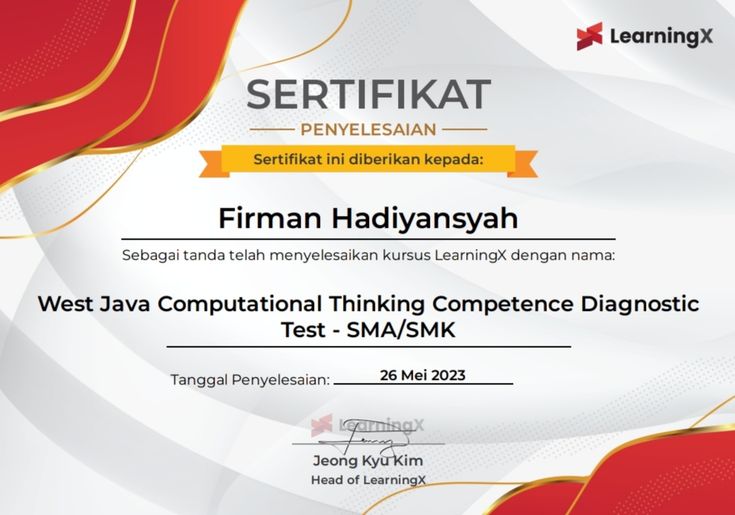 LearningX
SERTIFIKAT
PENYELESAIAN
Sertifikat ini diberikan kepada:
Firman Hadiyansyah
Sebagai tanda telah menyelesaikan kursus LearningX dengan nama:
West Java Computational Thinking Competence Diagnostic
Test - SMA/SMK
Tanggal Penyelesaian: 26 Mei 2023
LearningX
Jeong Kyu Kim
Head of LearningX